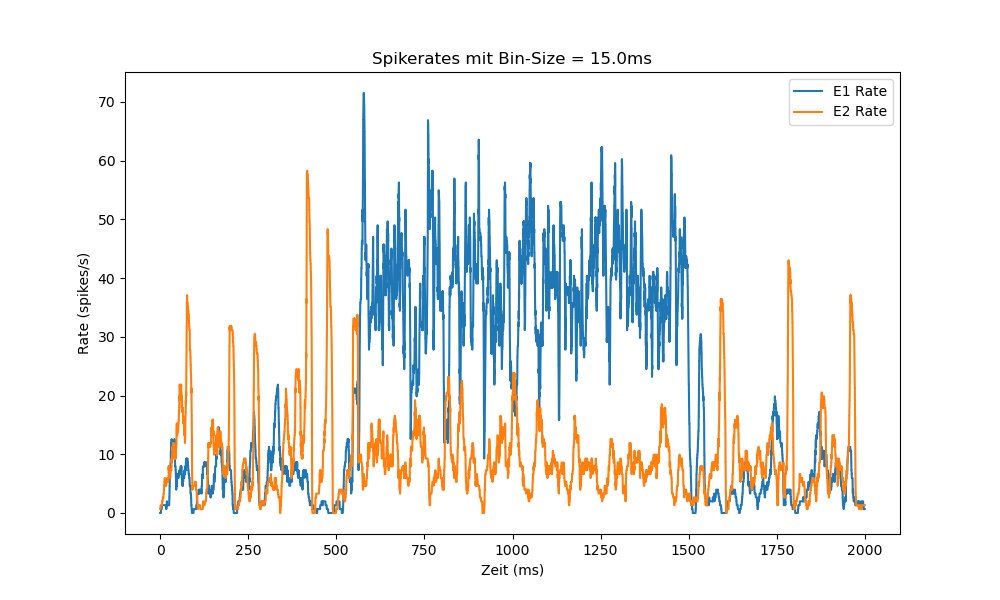 Spikerates mit Bin-Size = 15.0ms
E1 Rate
E2 Rate
Rate (spikes/s)
70
60
50
40
30
20
10
0
0 250 500 750 1000 1250 1500 1750 2000
Zeit (ms)